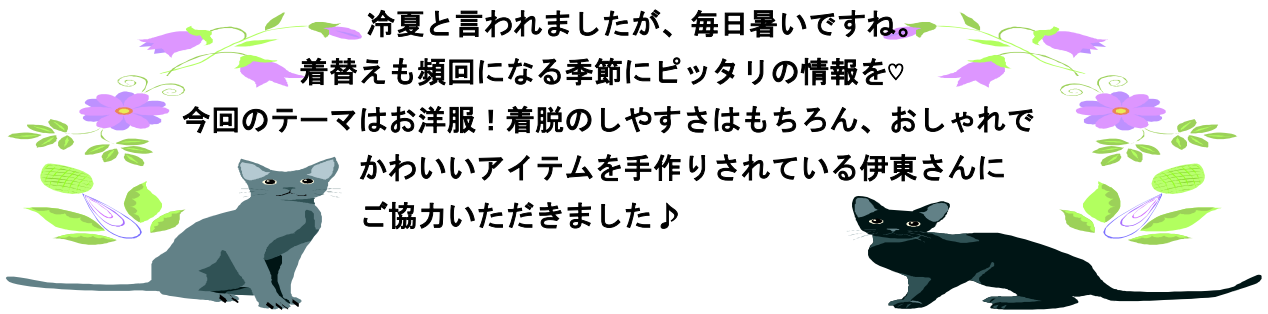 冷夏と言われましたが、毎日暑いですね。
着替えも頻回になる季節にピッタリの情報を♡
今回のテーマはお洋服！着脱のしやすさはもちろん、おしゃれで
かわいいアイテムを手作りされている伊東さんに
ご協力いただきました♪